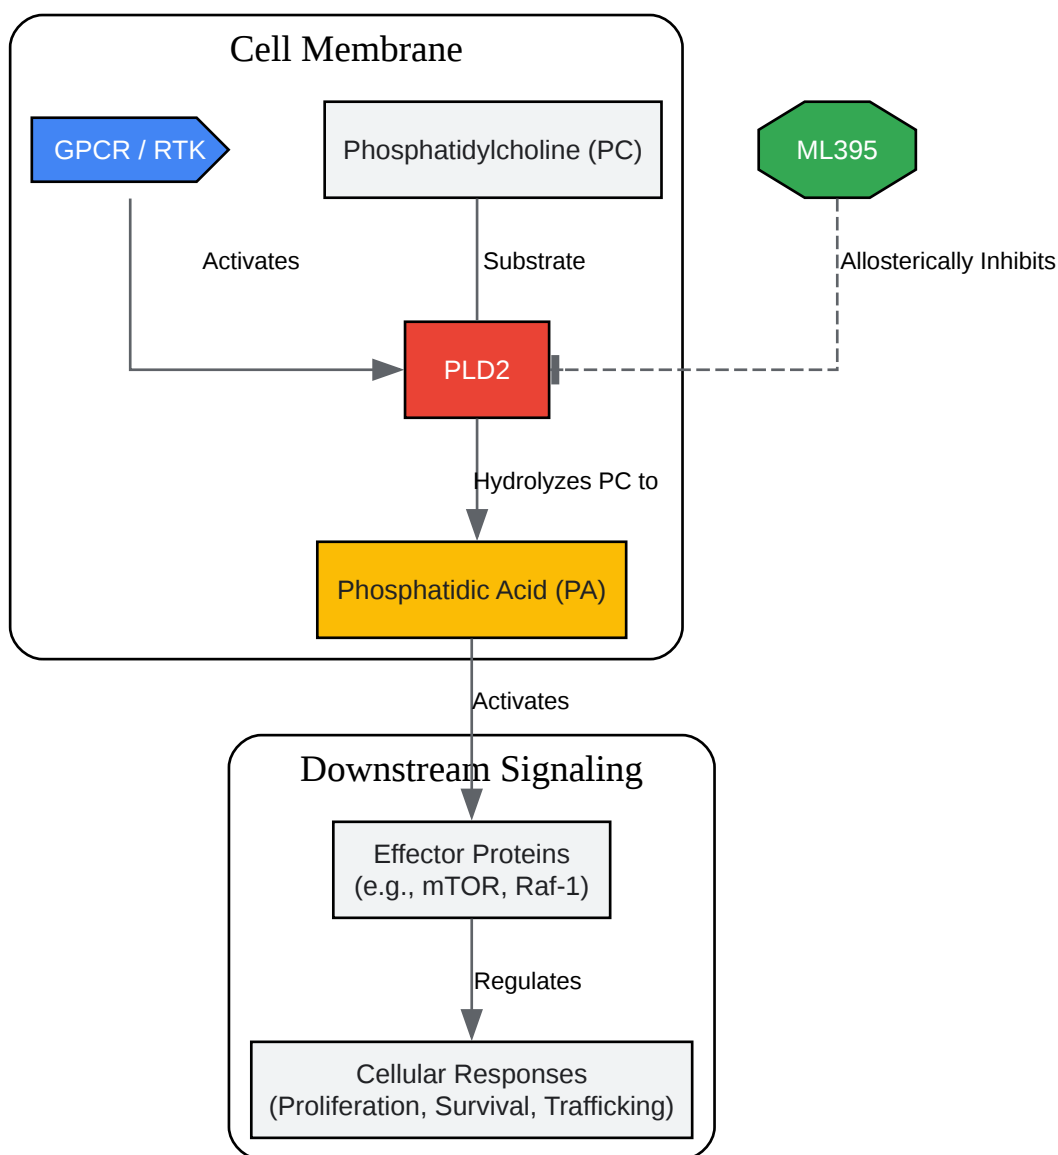 Cell Membrane
GPCR / RTK
Phosphatidylcholine (PC)
ML395
Activates
Substrate
Allosterically Inhibits
PLD2
Hydrolyzes PC to
Phosphatidic Acid (PA)
Activates
Downstream Signaling
Effector Proteins
(e.g., mTOR, Raf-1)
Regulates
Cellular Responses
(Proliferation, Survival, Trafficking)